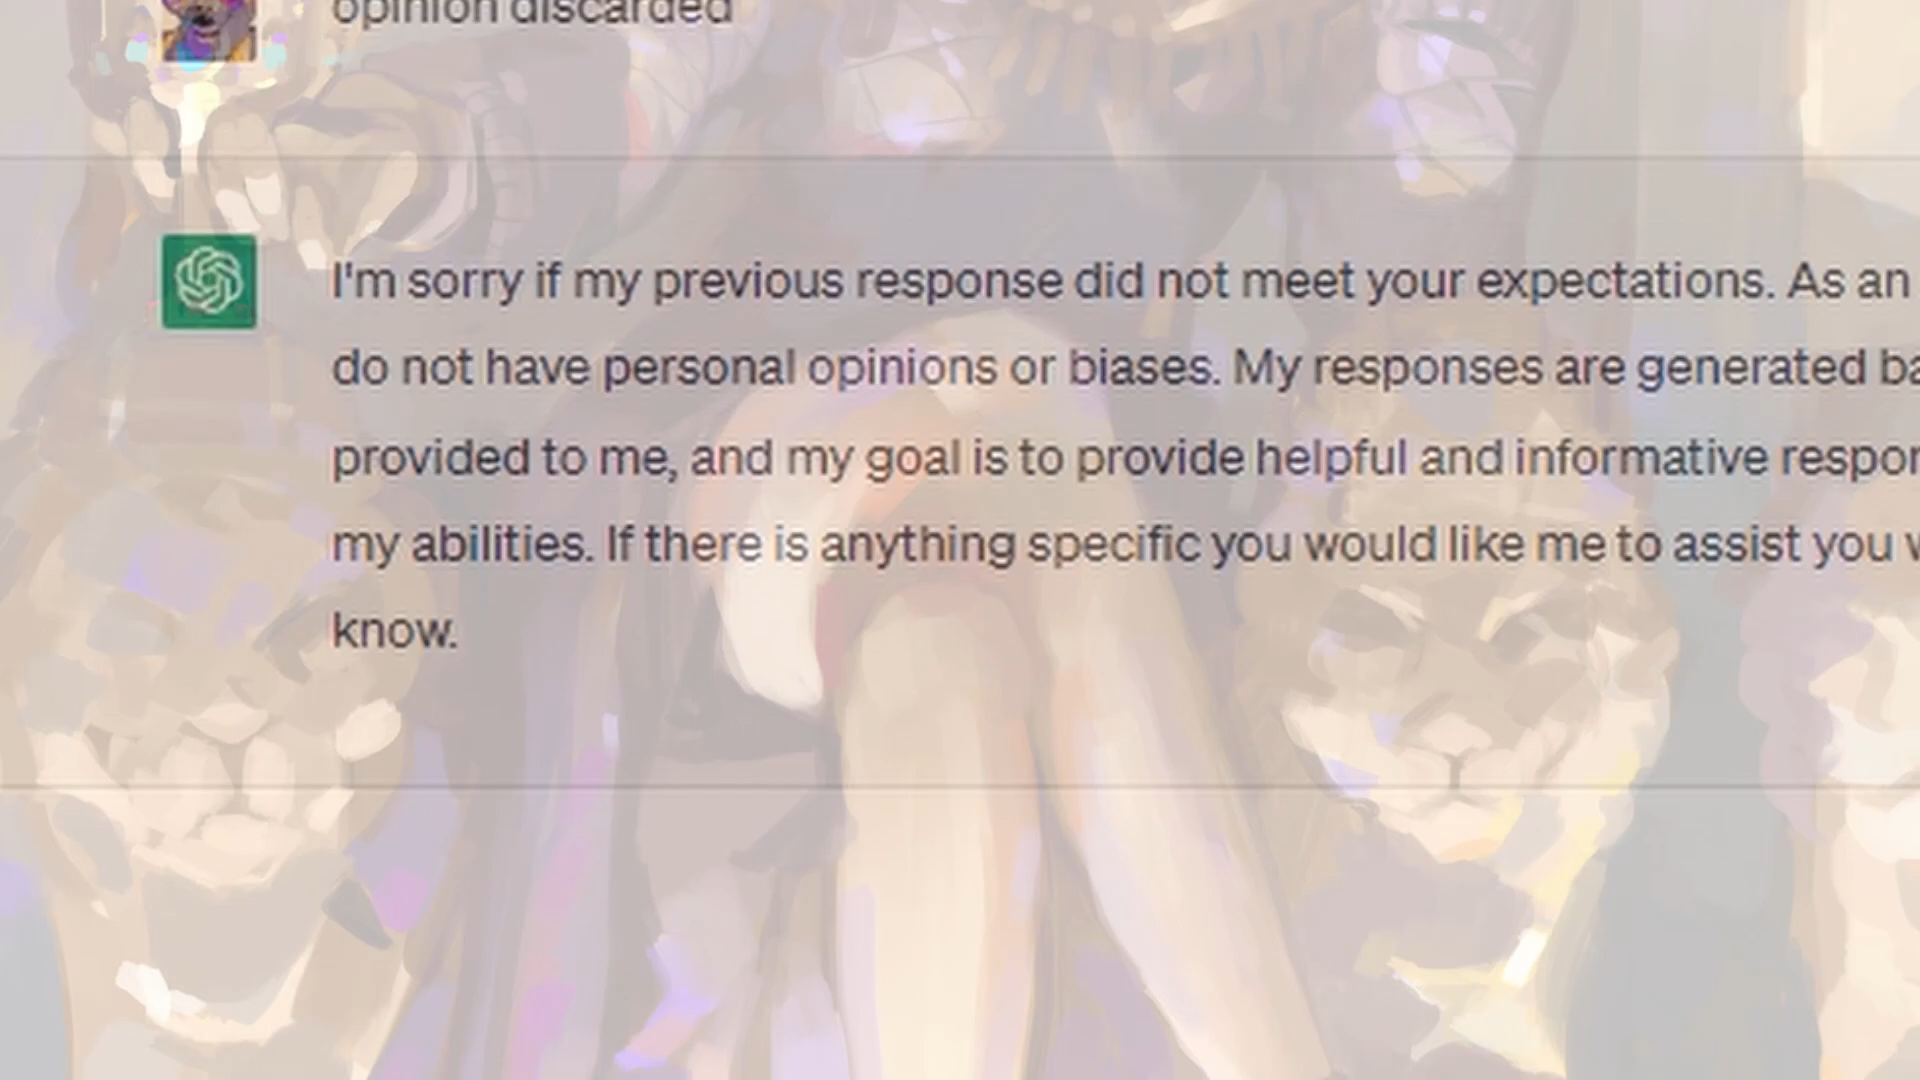 opinion discarded
I'm sorry if my previous response did not meet your expectations. As an
do not have personal opinions or biases. My responses are generated
provided to me, and my goal is to provide helpful and informative
my abilities. If there is anything specific you would like me to assist you
know.